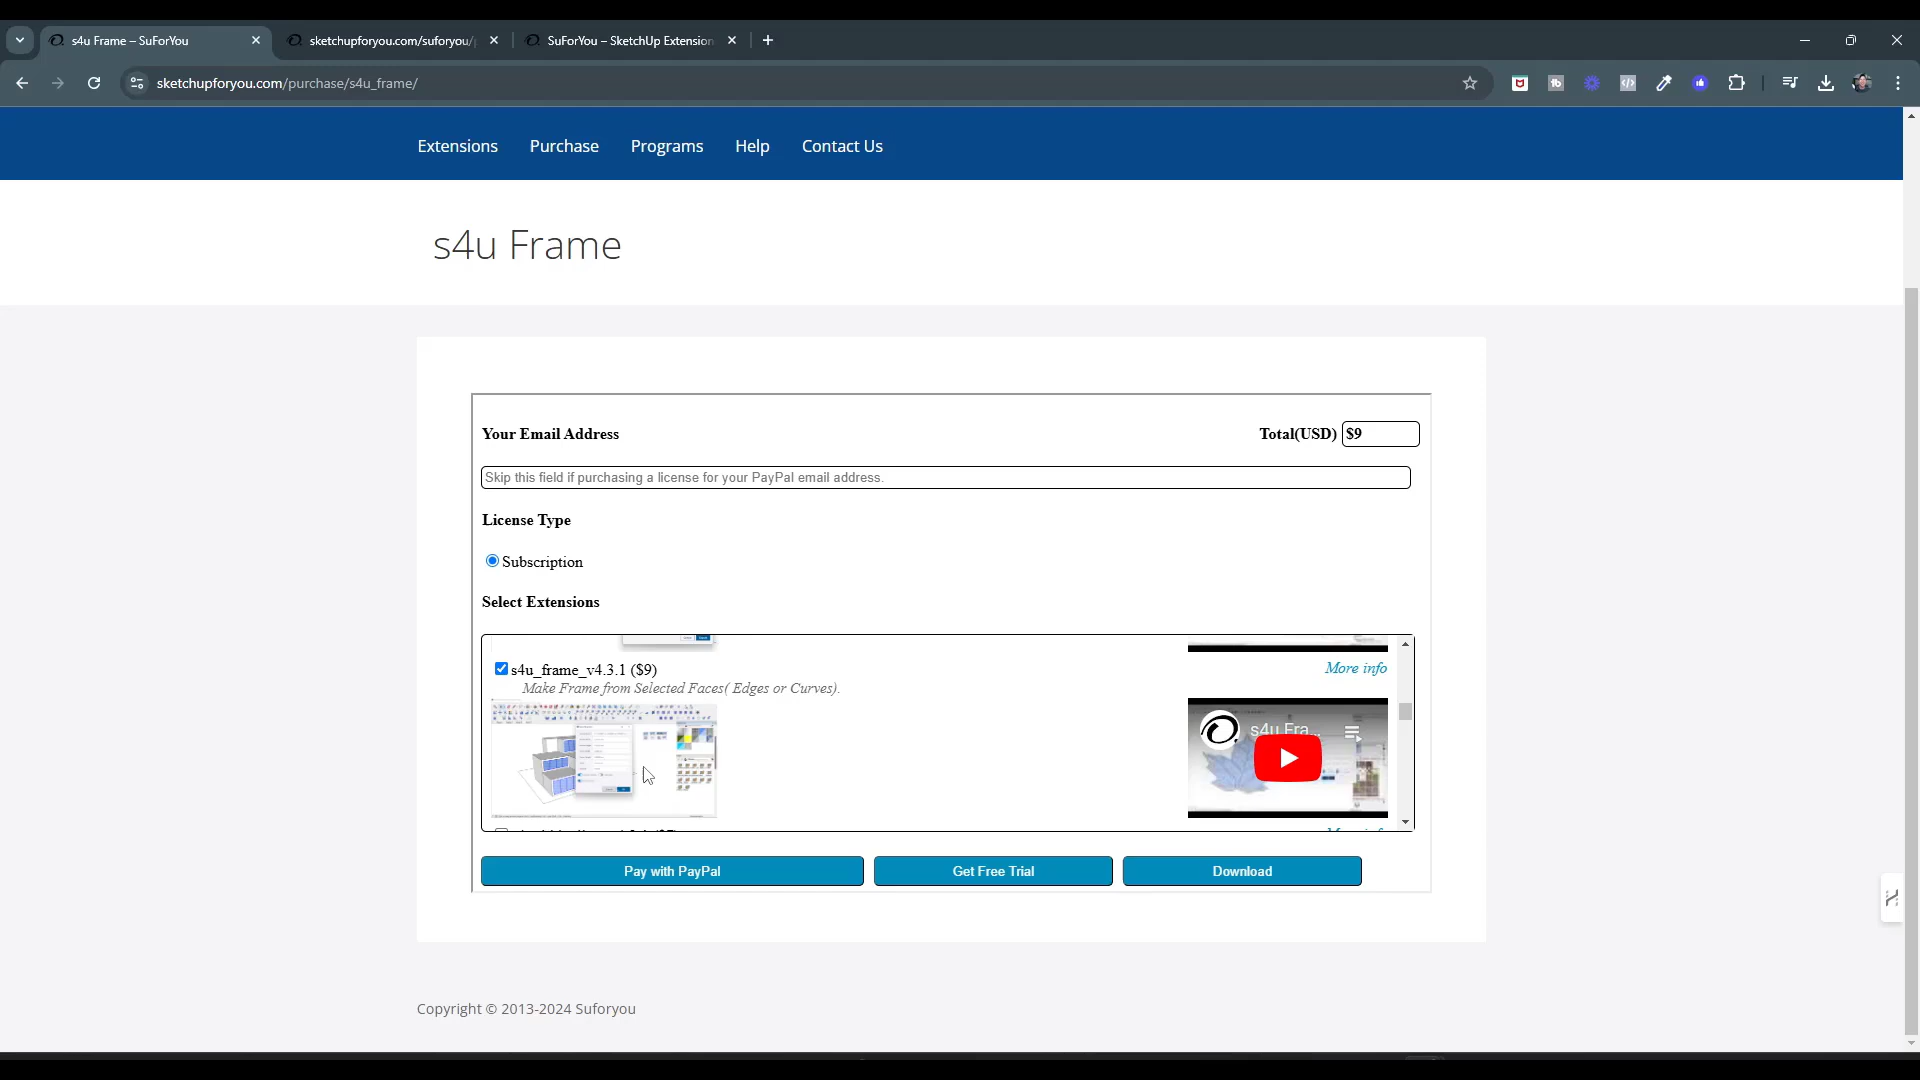 s4u Frame – SuForYou
sketchupforyou.com/suforyou/
SuForYou – SketchUp Extension
sketchupforyou.com/purchase/s4u_frame/
Extensions
Purchase
Programs
Help
Contact Us
s4u Frame
Your Email Address
Total(USD) $9
Skip this field if purchasing a license for your PayPal email address.
License Type
Subscription
Select Extensions
s4u_frame_v4.3.1 ($9)
More info
Make Frame from Selected Faces( Edges or Curves).
s4u Fra...
Pay with PayPal
Get Free Trial
Download
Copyright © 2013-2024 Suforyou